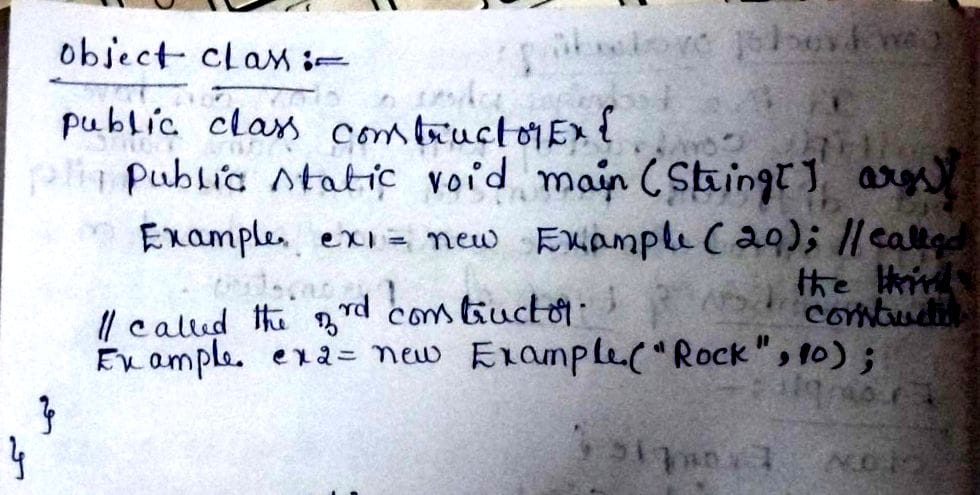 object class :-
public class constructorEx {
public static void main (String[] args) {
Example ex1 = new Example (20); // called
the third
constructor
// called the 3rd constructor.
Example ex2 = new Example ("Rock", 10);
}
}